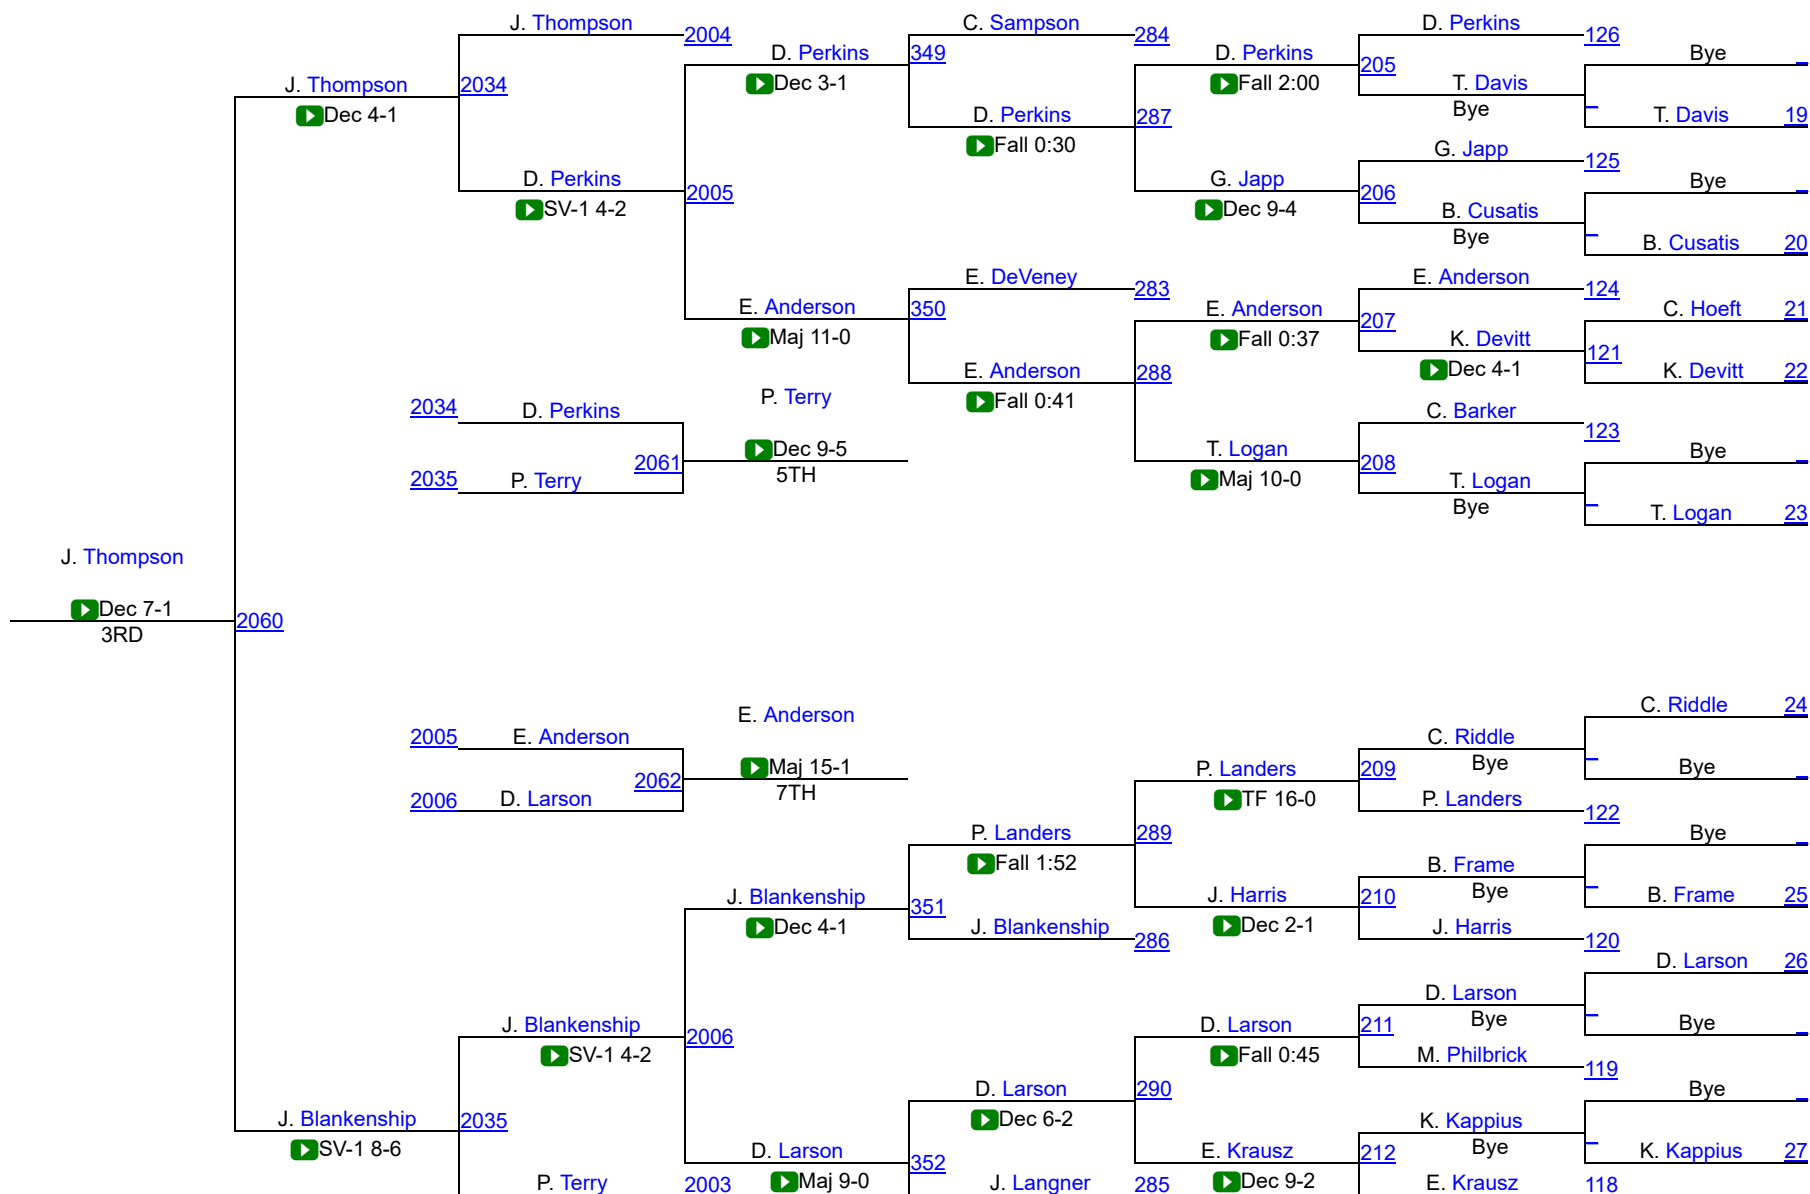 J. Thompson
2004
C. Sampson
284
D. Perkins
126
D. Perkins
349
D. Perkins
Bye
J. Thompson
2034
Dec 3-1
Fall 2:00
205
T. Davis
Dec 4-1
D. Perkins
287
Bye
T. Davis
19
Fall 0:30
G. Japp
125
D. Perkins
2005
G. Japp
206
Bye
SV-1 4-2
Dec 9-4
B. Cusatis
Bye
B. Cusatis
20
E. DeVeney
283
E. Anderson
124
E. Anderson
350
E. Anderson
207
C. Hoeft
21
Maj 11-0
Fall 0:37
K. Devitt
121
E. Anderson
288
Dec 4-1
K. Devitt
22
P. Terry
Fall 0:41
2034
D. Perkins
C. Barker
123
Dec 9-5
T. Logan
208
Bye
2035
P. Terry
2061
5TH
Maj 10-0
T. Logan
Bye
T. Logan
23
J. Thompson
Dec 7-1
2060
3RD
E. Anderson
C. Riddle
24
2005
E. Anderson
C. Riddle
Maj 15-1
P. Landers
209
Bye
Bye
2006
D. Larson
2062
7TH
TF 16-0
P. Landers
122
P. Landers
289
Bye
Fall 1:52
B. Frame
J. Blankenship
351
J. Harris
210
Bye
B. Frame
25
Dec 4-1
J. Blankenship
286
Dec 2-1
J. Harris
120
D. Larson
26
D. Larson
J. Blankenship
2006
D. Larson
211
Bye
Bye
SV-1 4-2
Fall 0:45
M. Philbrick
119
D. Larson
290
Bye
J. Blankenship
2035
Dec 6-2
K. Kappius
SV-1 8-6
D. Larson
352
E. Krausz
212
Bye
K. Kappius
27
P. Terry
2003
Maj 9-0
J. Langner
285
Dec 9-2
E. Krausz
118